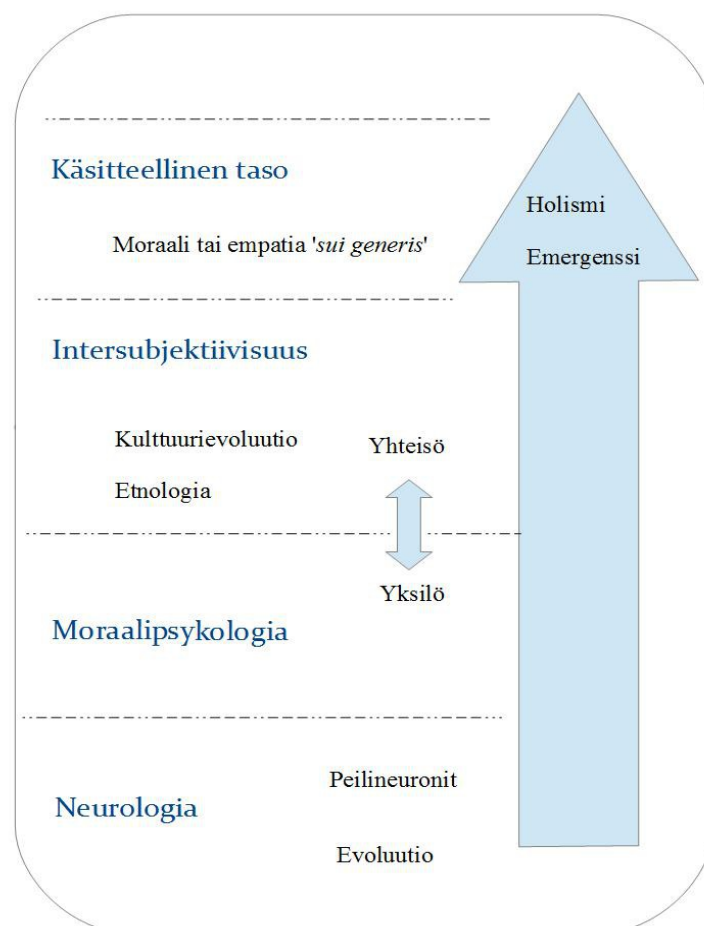 Käsitteellinen taso
Holismi
Moraali tai empatia 'sui generis'
Emergenssi
Intersubjektiivisuus
Kulttuurievoluutio
Yhteisö
Etnologia
Yksilö
Moraalipsykologia
Peilineuronit
Neurologia
Evoluutio